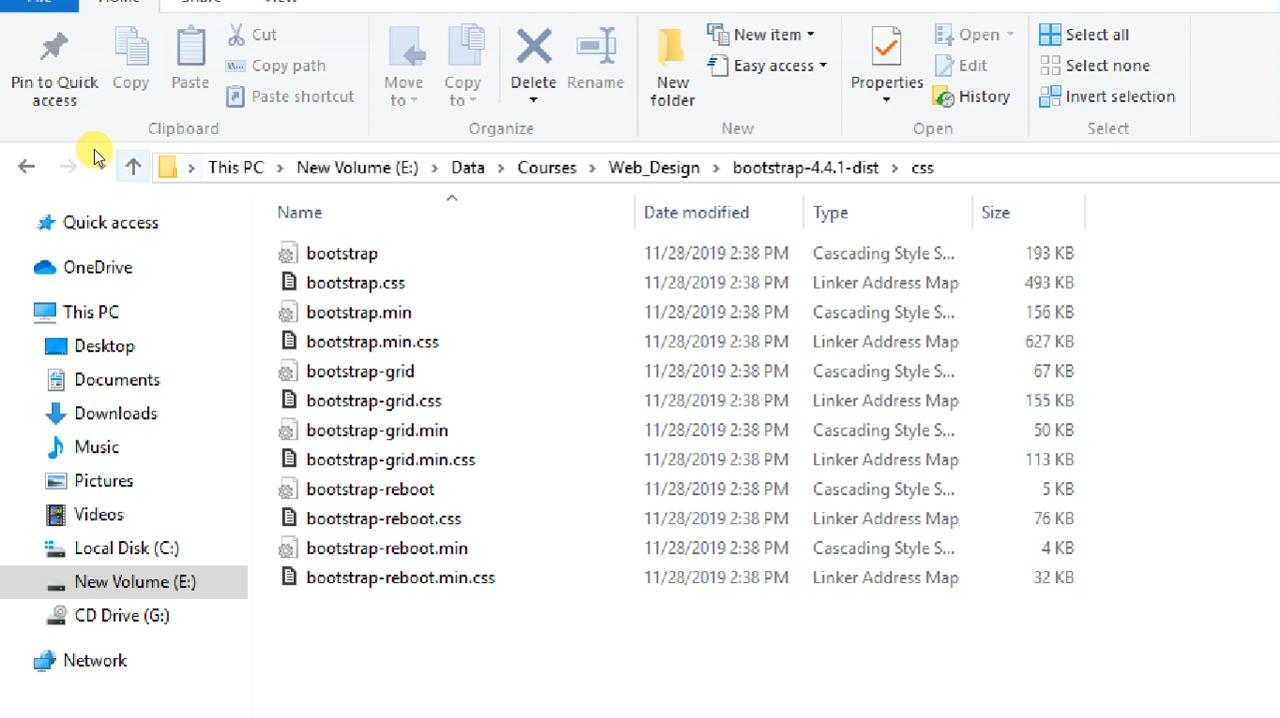 File Home Share View
Cut
New item
Open
Select all
Copy path
Easy access
Edit
Select none
Paste shortcut
History
Invert selection
Pin to Quick access
Copy
Paste
Move to
Copy to
Delete
Rename
New folder
Properties
Clipboard
Organize
New
Open
Select
This PC > New Volume (E:) > Data > Courses > Web_Design > bootstrap-4.4.1-dist > css
Name Date modified Type Size
Quick access
OneDrive
This PC
Desktop
Documents
Downloads
Music
Pictures
Videos
Local Disk (C:)
New Volume (E:)
CD Drive (G:)
Network
bootstrap 11/28/2019 2:38 PM Cascading Style S... 193 KB
bootstrap.css 11/28/2019 2:38 PM Linker Address Map 493 KB
bootstrap.min 11/28/2019 2:38 PM Cascading Style S... 156 KB
bootstrap.min.css 11/28/2019 2:38 PM Linker Address Map 627 KB
bootstrap-grid 11/28/2019 2:38 PM Cascading Style S... 67 KB
bootstrap-grid.css 11/28/2019 2:38 PM Linker Address Map 155 KB
bootstrap-grid.min 11/28/2019 2:38 PM Cascading Style S... 50 KB
bootstrap-grid.min.css 11/28/2019 2:38 PM Linker Address Map 113 KB
bootstrap-reboot 11/28/2019 2:38 PM Cascading Style S... 5 KB
bootstrap-reboot.css 11/28/2019 2:38 PM Linker Address Map 76 KB
bootstrap-reboot.min 11/28/2019 2:38 PM Cascading Style S... 4 KB
bootstrap-reboot.min.css 11/28/2019 2:38 PM Linker Address Map 32 KB